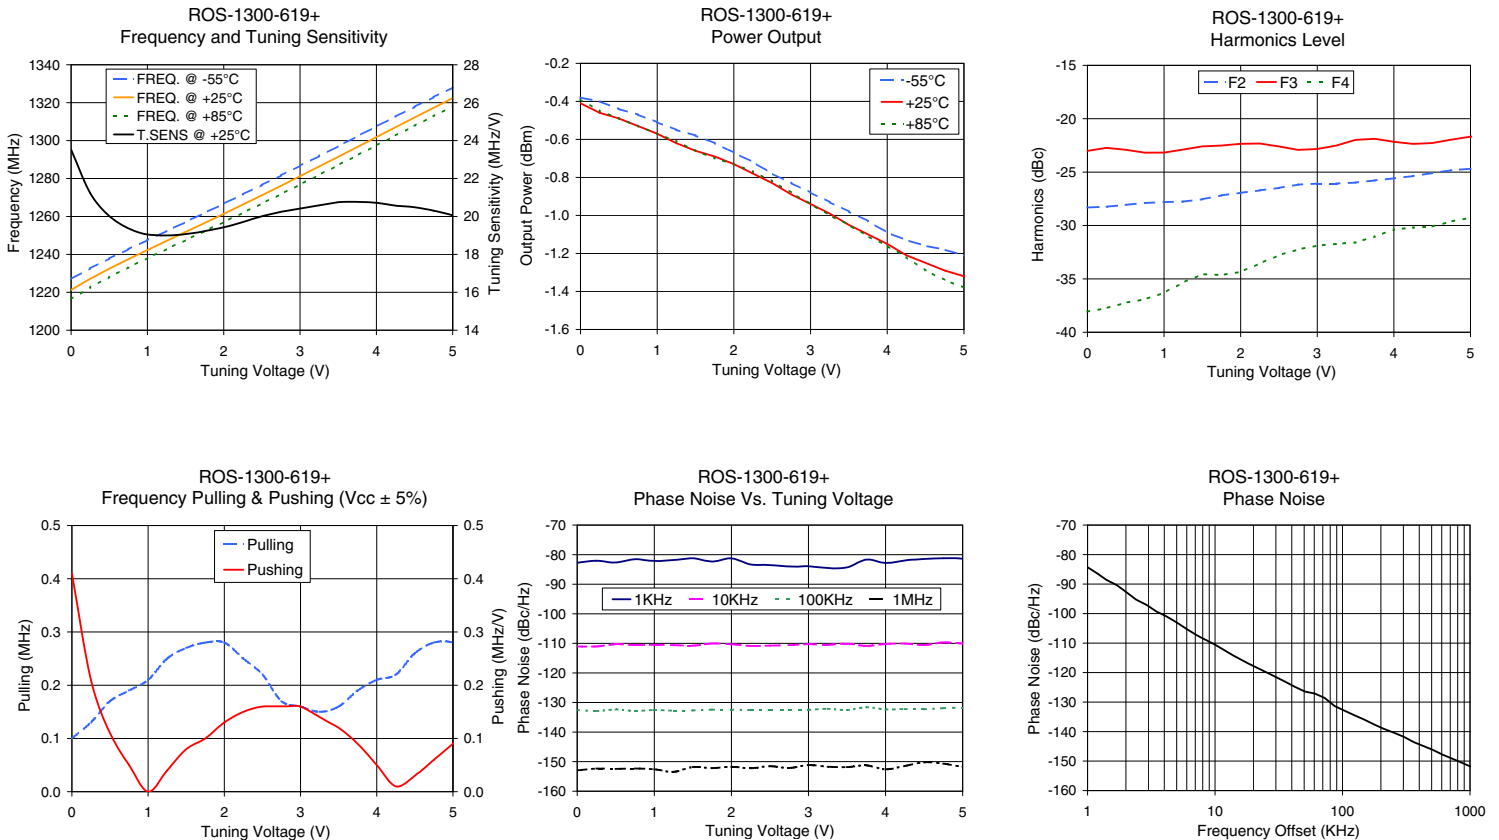 ROS-1300-619+
Frequency and Tuning Sensitivity
1340
1320
1300
1280
1260
1240
1220
1200
Frequency (MHz)
FREQ. @ -55°C
FREQ. @ +25°C
FREQ. @ +85°C
T.SENS @ +25°C
28
26
24
22
20
18
16
14
Tuning Sensitivity (MHz/V)
0 1 2 3 4 5
Tuning Voltage (V)
ROS-1300-619+
Power Output
-0.2
-0.4
-0.6
-0.8
-1.0
-1.2
-1.4
-1.6
Output Power (dBm)
-55°C
+25°C
+85°C
0 1 2 3 4 5
Tuning Voltage (V)
ROS-1300-619+
Harmonics Level
-15
-20
-25
-30
-35
-40
Harmonics (dBc)
F2 F3 F4
0 1 2 3 4 5
Tuning Voltage (V)
ROS-1300-619+
Frequency Pulling & Pushing (Vcc ± 5%)
0.5
0.4
0.3
0.2
0.1
0.0
Pulling (MHz)
Pulling
Pushing
0.5
0.4
0.3
0.2
0.1
0.0
Pushing (MHz/V)
0 1 2 3 4 5
Tuning Voltage (V)
ROS-1300-619+
Phase Noise Vs. Tuning Voltage
-70
-80
-90
-100
-110
-120
-130
-140
-150
-160
Phase Noise (dBc/Hz)
1KHz 10KHz 100KHz 1MHz
0 1 2 3 4 5
Tuning Voltage (V)
ROS-1300-619+
Phase Noise
-70
-80
-90
-100
-110
-120
-130
-140
-150
-160
Phase Noise (dBc/Hz)
1 10 100 1000
Frequency Offset (KHz)